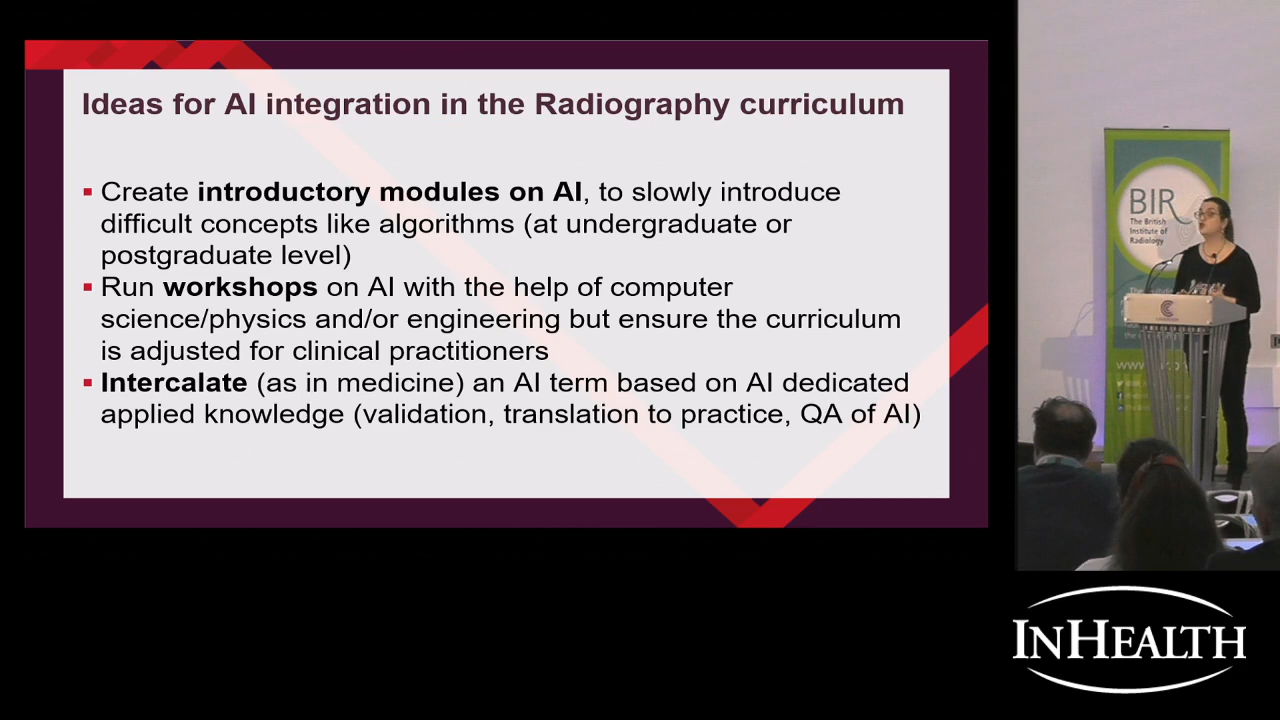 Ideas for AI integration in the Radiography curriculum
▪ Create introductory modules on AI, to slowly introduce
difficult concepts like algorithms (at undergraduate or
postgraduate level)
▪ Run workshops on AI with the help of computer
science/physics and/or engineering but ensure the curriculum
is adjusted for clinical practitioners
▪ Intercalate (as in medicine) an AI term based on AI dedicated
applied knowledge (validation, translation to practice, QA of AI)
BIR
The British
Institute of
Radiology
INHEALTH